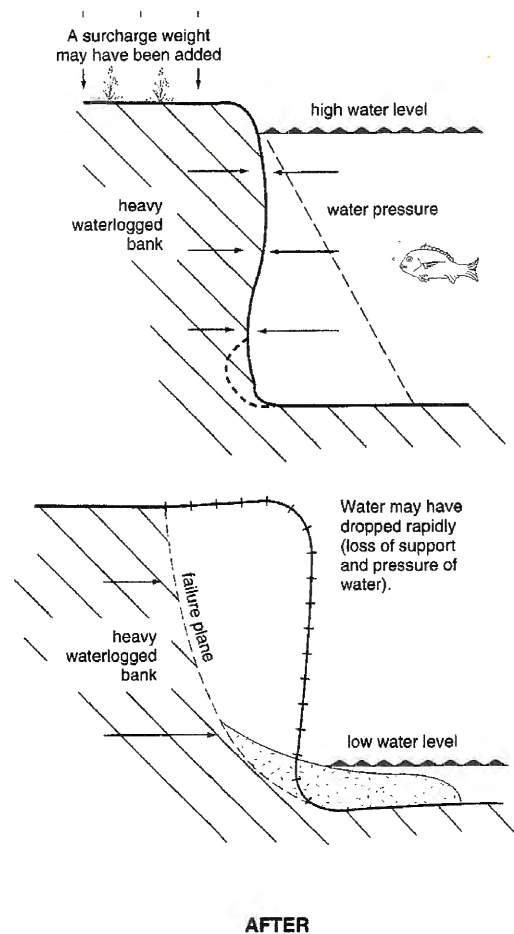 A surcharge weight
may have been added
high water level
heavy
waterlogged
bank
water pressure
Water may have
dropped rapidly
(loss of support
and pressure of
water).
failure plane
heavy
waterlogged
bank
low water level
AFTER